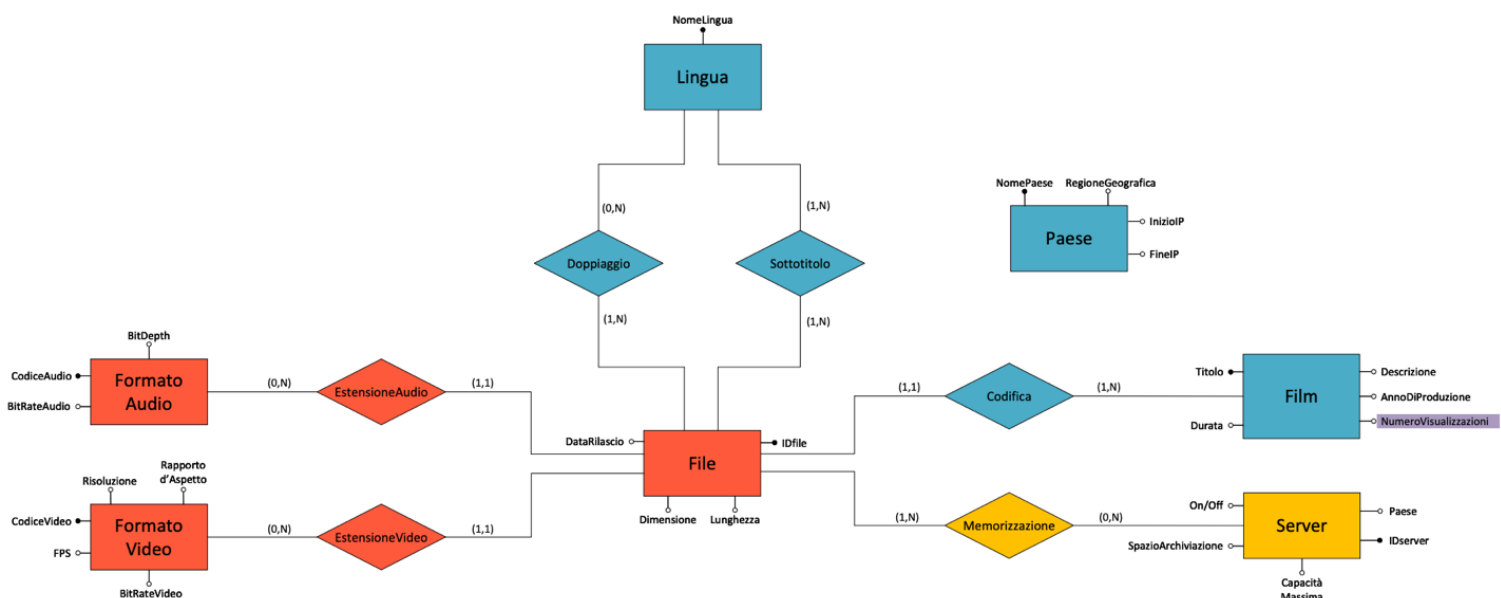 NomeLingua
Lingua
NomePaese
RegioneGeografica
Paese
InizioIP
FineIP
(0,N)
(1,N)
Doppiaggio
Sottotitolo
(1,N)
(1,N)
BitDepth
CodiceAudio
BitRateAudio
Formato
Audio
(0,N)
EstensioneAudio
(1,1)
(1,1)
Codifica
(1,N)
Titolo
Durata
Film
Descrizione
AnnoDiProduzione
NumeroVisualizzazioni
DataRilascio
IDfile
File
Dimensione
Lunghezza
Risoluzione
Rapporto
d'Aspetto
CodiceVideo
FPS
Formato
Video
BitRateVideo
(0,N)
EstensioneVideo
(1,1)
(1,N)
Memorizzazione
(0,N)
On/Off
SpazioArchiviazione
Server
Paese
IDserver
Capacità
Massima